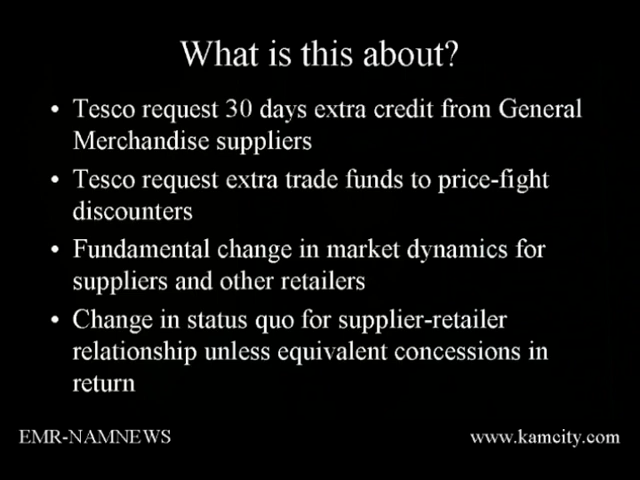 What is this about?
• Tesco request 30 days extra credit from General
Merchandise suppliers
• Tesco request extra trade funds to price-fight
discounters
• Fundamental change in market dynamics for
suppliers and other retailers
• Change in status quo for supplier-retailer
relationship unless equivalent concessions in
return
EMR-NAMNEWS
www.kamcity.com